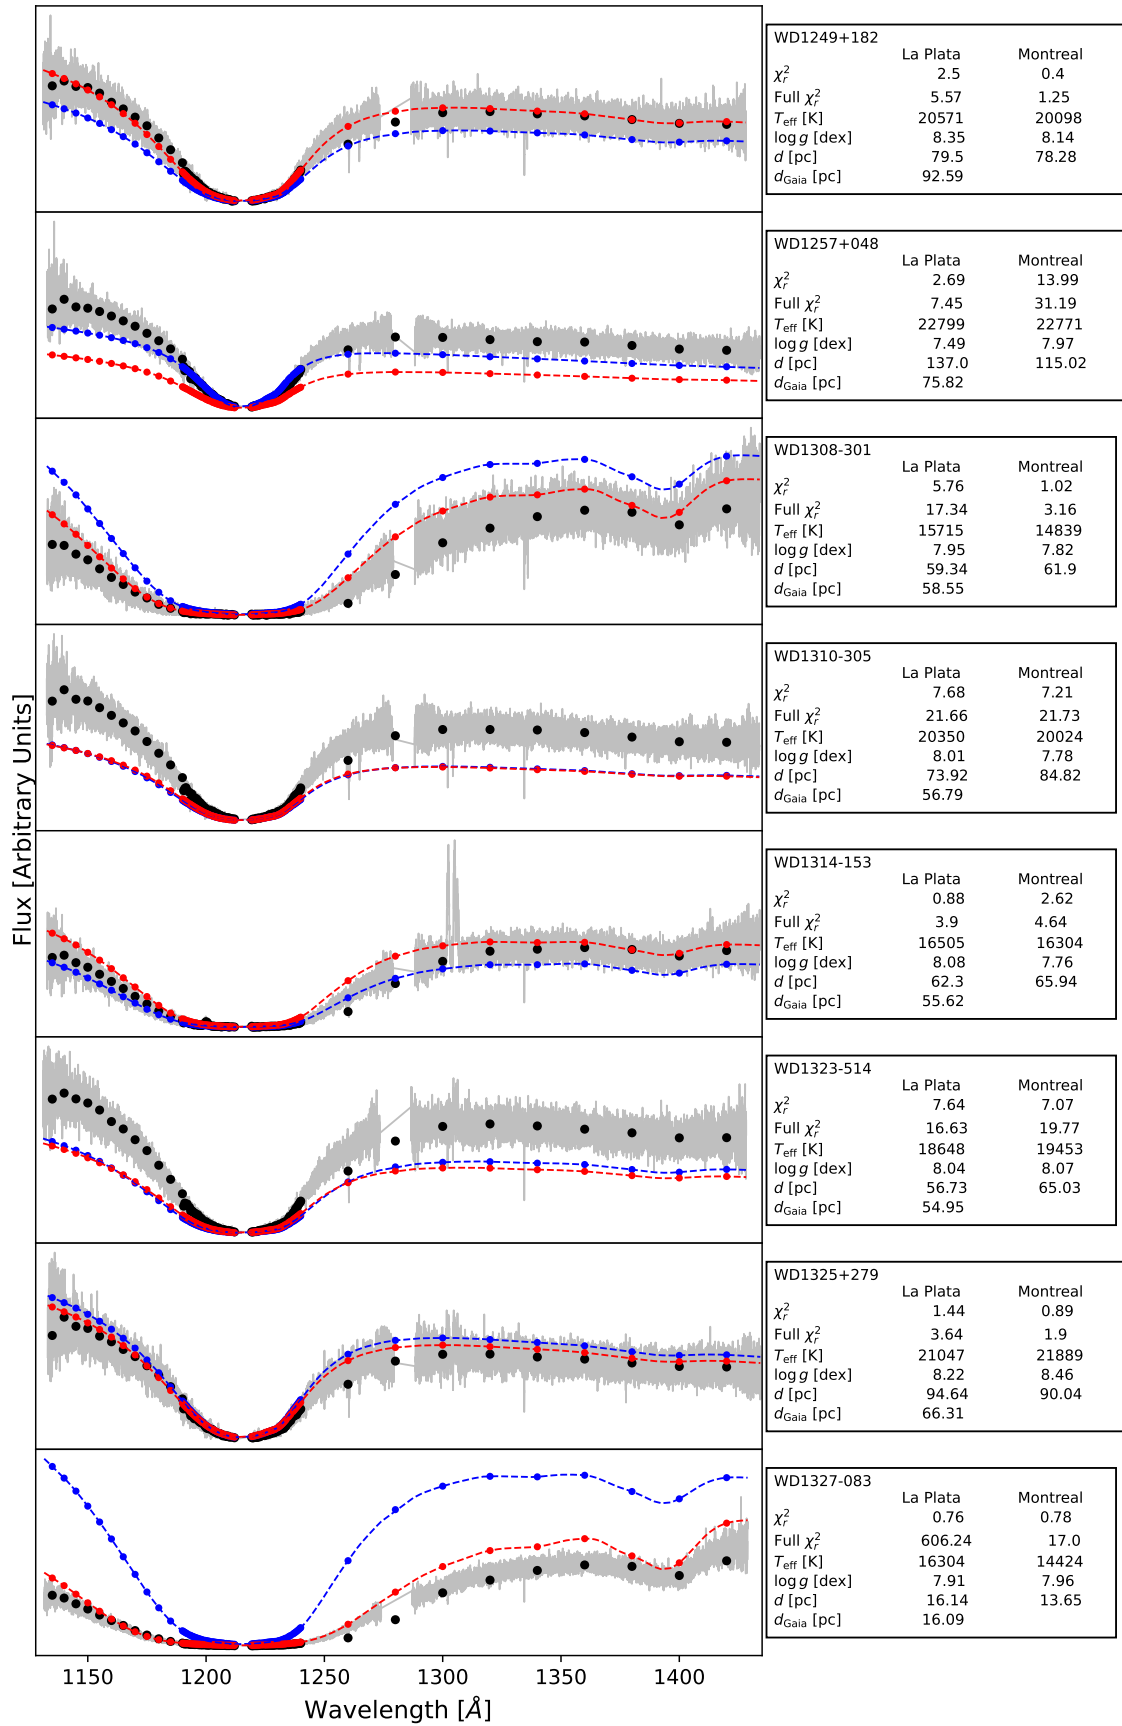 WD1249+182
La Plata Montreal
χ²ᵣ 2.5 0.4
Full χ²ᵣ 5.57 1.25
Teff [K] 20571 20098
log g [dex] 8.35 8.14
d [pc] 79.5 78.28
dGaia [pc] 92.59
WD1257+048
La Plata Montreal
χ²ᵣ 2.69 13.99
Full χ²ᵣ 7.45 31.19
Teff [K] 22799 22771
log g [dex] 7.49 7.97
d [pc] 137.0 115.02
dGaia [pc] 75.82
WD1308-301
La Plata Montreal
χ²ᵣ 5.76 1.02
Full χ²ᵣ 17.34 3.16
Teff [K] 15715 14839
log g [dex] 7.95 7.82
d [pc] 59.34 61.9
dGaia [pc] 58.55
WD1310-305
La Plata Montreal
χ²ᵣ 7.68 7.21
Full χ²ᵣ 21.66 21.73
Teff [K] 20350 20024
log g [dex] 8.01 7.78
d [pc] 73.92 84.82
dGaia [pc] 56.79
WD1314-153
La Plata Montreal
χ²ᵣ 0.88 2.62
Full χ²ᵣ 3.9 4.64
Teff [K] 16505 16304
log g [dex] 8.08 7.76
d [pc] 62.3 65.94
dGaia [pc] 55.62
WD1323-514
La Plata Montreal
χ²ᵣ 7.64 7.07
Full χ²ᵣ 16.63 19.77
Teff [K] 18648 19453
log g [dex] 8.04 8.07
d [pc] 56.73 65.03
dGaia [pc] 54.95
WD1325+279
La Plata Montreal
χ²ᵣ 1.44 0.89
Full χ²ᵣ 3.64 1.9
Teff [K] 21047 21889
log g [dex] 8.22 8.46
d [pc] 94.64 90.04
dGaia [pc] 66.31
WD1327-083
La Plata Montreal
χ²ᵣ 0.76 0.78
Full χ²ᵣ 606.24 17.0
Teff [K] 16304 14424
log g [dex] 7.91 7.96
d [pc] 16.14 13.65
dGaia [pc] 16.09
Flux [Arbitrary Units]
1150 1200 1250 1300 1350 1400
Wavelength [Å]